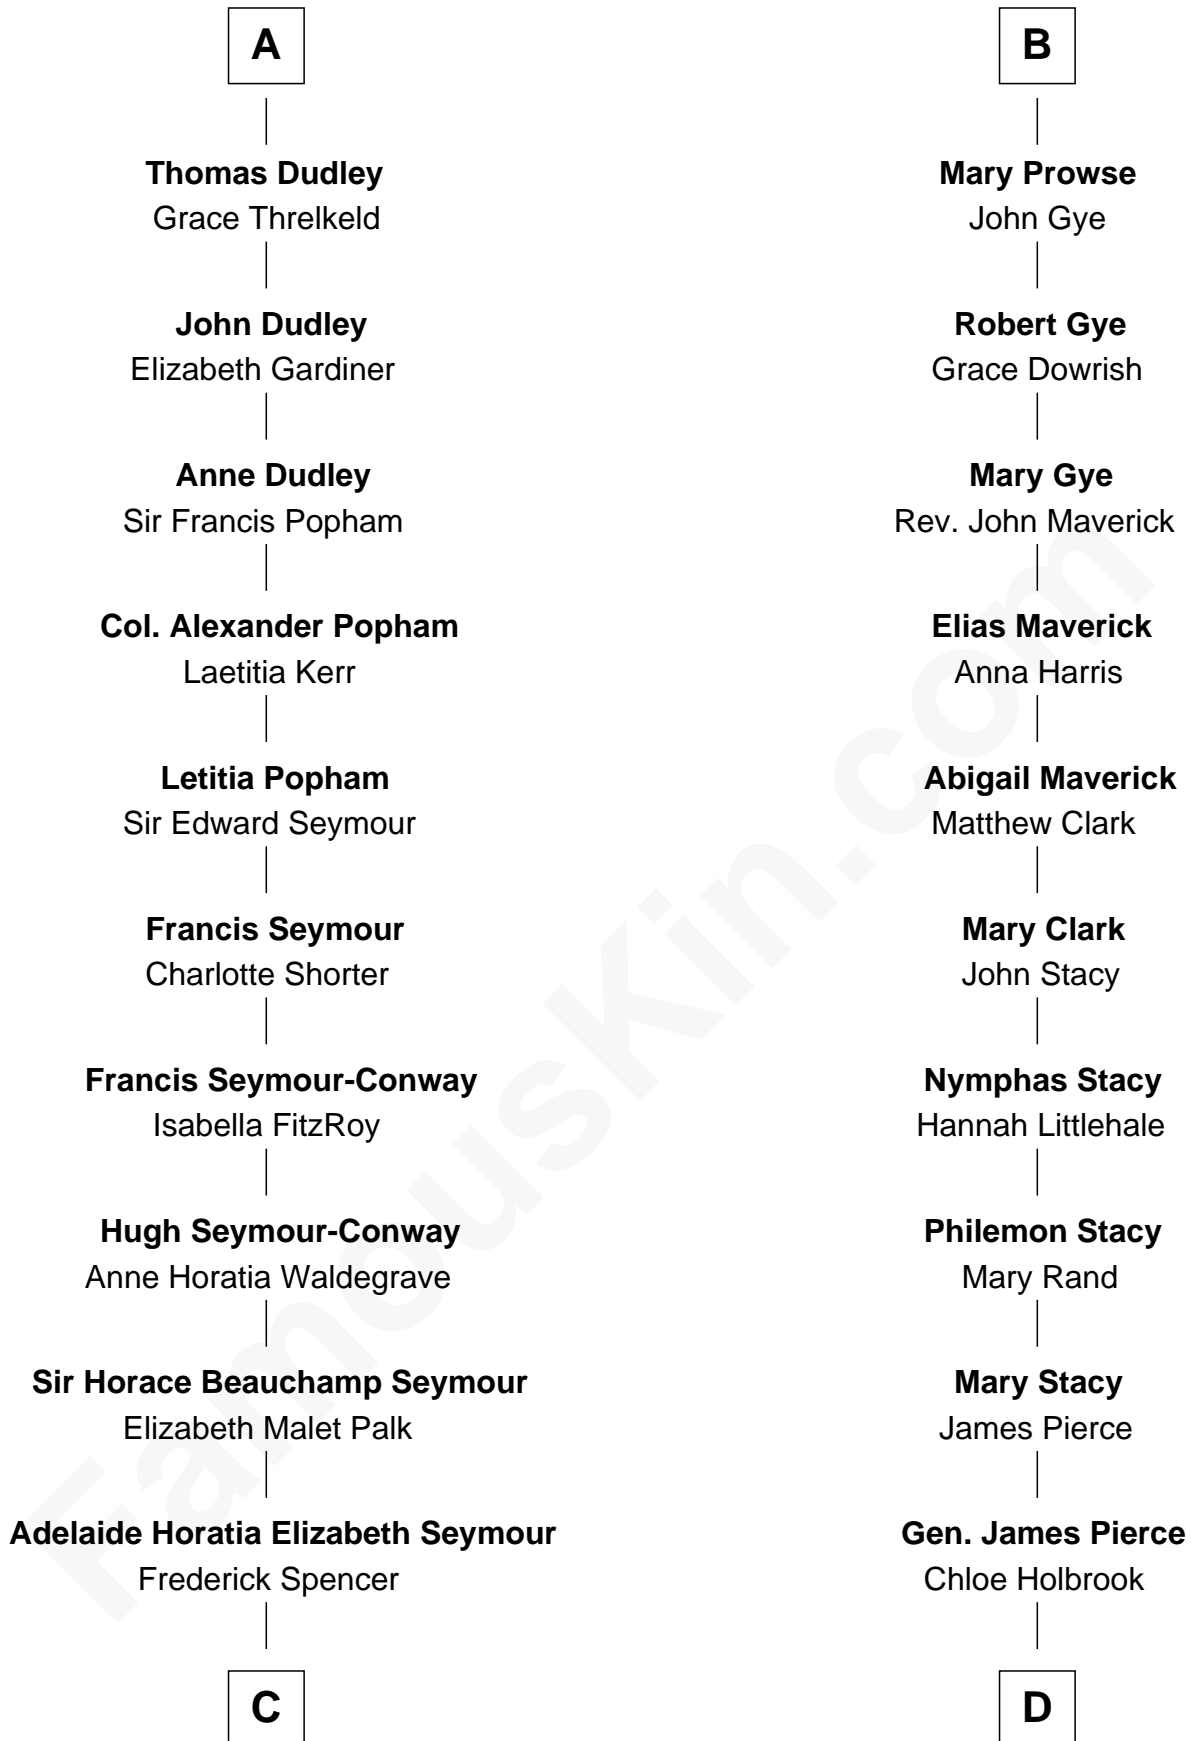 A
Thomas Dudley
Grace Threlkeld
John Dudley
Elizabeth Gardiner
Anne Dudley
Sir Francis Popham
Col. Alexander Popham
Laetitia Kerr
Letitia Popham
Sir Edward Seymour
Francis Seymour
Charlotte Shorter
Francis Seymour-Conway
Isabella FitzRoy
Hugh Seymour-Conway
Anne Horatia Waldegrave
Sir Horace Beauchamp Seymour
Elizabeth Malet Palk
Adelaide Horatia Elizabeth Seymour
Frederick Spencer
C
B
Mary Prowse
John Gye
Robert Gye
Grace Dowrish
Mary Gye
Rev. John Maverick
Elias Maverick
Anna Harris
Abigail Maverick
Matthew Clark
Mary Clark
John Stacy
Nymphas Stacy
Hannah Littlehale
Philemon Stacy
Mary Rand
Mary Stacy
James Pierce
Gen. James Pierce
Chloe Holbrook
D
FamousKin.com